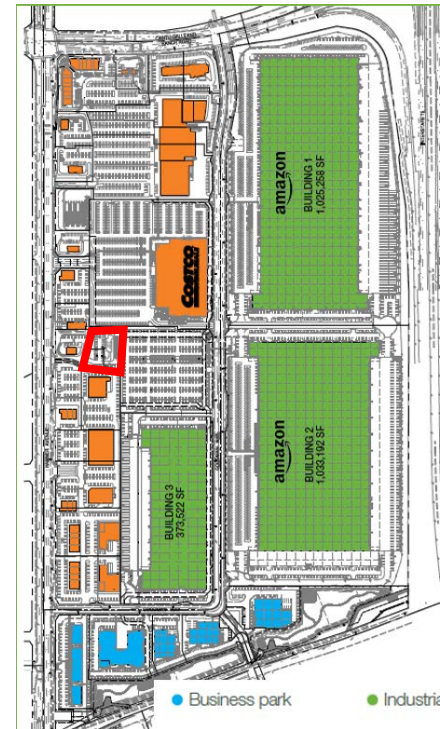 amazon
BUILDING 1
1,025,258 SF
Costco
WHOLESALE
amazon
BUILDING 2
1,033,192 SF
BUILDING 3
373,522 SF
Business park
Industria